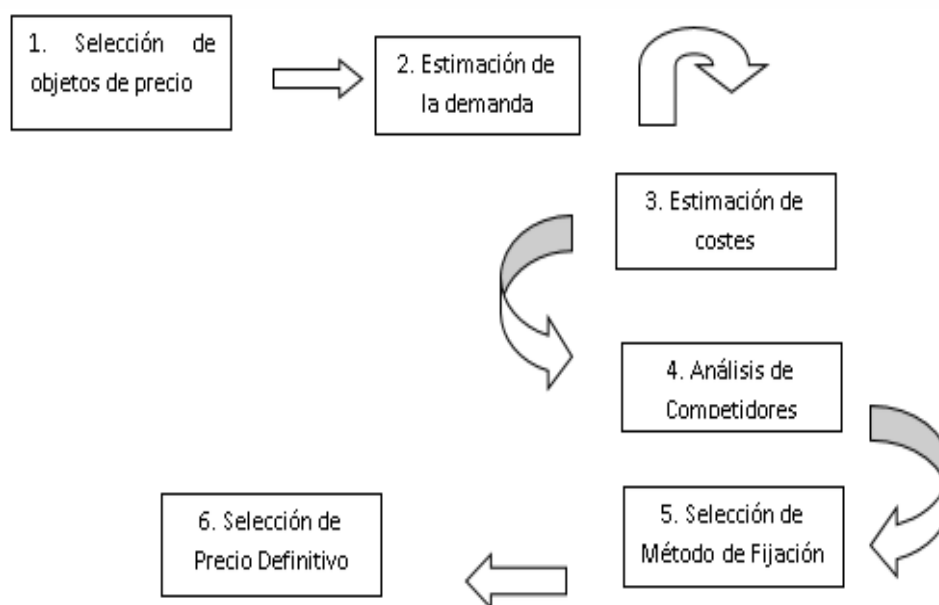 1. Selección de
objetos de precio
2. Estimación de
la demanda
3. Estimación de
costes
4. Análisis de
Competidores
5. Selección de
Método de Fijación
6. Selección de
Precio Definitivo